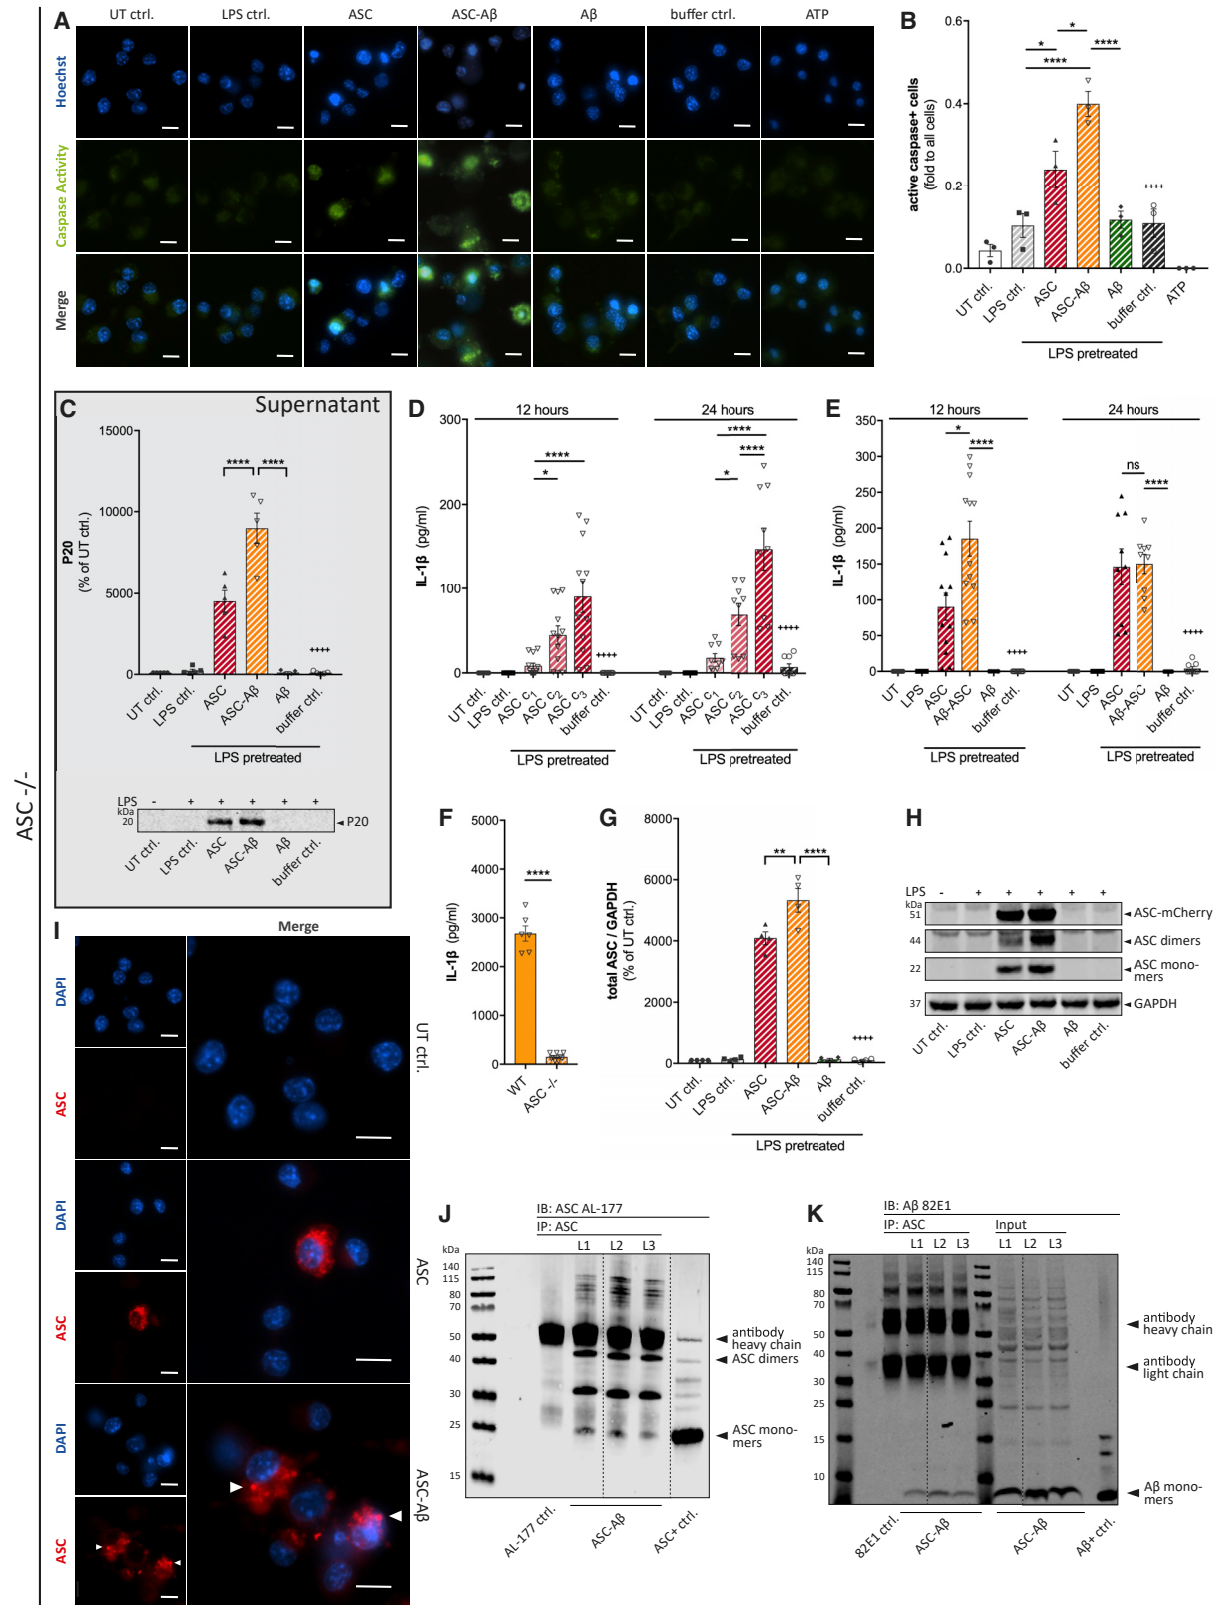 ASC -/-
A
UT ctrl.
LPS ctrl.
ASC
ASC-Aβ
Aβ
buffer ctrl.
ATP
Hoechst
Caspase Activity
Merge
B
active caspase+ cells
(fold to all cells)
0.6
0.4
0.2
0.0
*
*
****
****
++++
UT ctrl.
LPS ctrl.
ASC
ASC-Aβ
Aβ
buffer ctrl.
ATP
LPS pretreated
C
Supernatant
P20
(% of UT ctrl.)
15000
10000
5000
0
****
****
++++
UT ctrl.
LPS ctrl.
ASC
ASC-Aβ
Aβ
buffer ctrl.
LPS pretreated
LPS - + + + + +
kDa
20
P20
UT ctrl.
LPS ctrl.
ASC
ASC-Aβ
Aβ
buffer ctrl.
D
12 hours
24 hours
IL-1β (pg/ml)
300
200
100
0
****
*
++++
****
****
*
++++
UT ctrl.
LPS ctrl.
ASC c1
ASC c2
ASC c3
buffer ctrl.
UT ctrl.
LPS ctrl.
ASC c1
ASC c2
ASC c3
buffer ctrl.
LPS pretreated
LPS pretreated
E
12 hours
24 hours
IL-1β (pg/ml)
350
300
250
200
150
100
50
0
*
****
++++
ns
****
++++
UT
LPS
ASC
Aβ-ASC
Aβ
buffer ctrl.
UT
LPS
ASC
Aβ-ASC
Aβ
buffer ctrl.
LPS pretreated
LPS pretreated
F
IL-1β (pg/ml)
5000
4000
3000
2000
1000
0
****
WT
ASC -/-
G
total ASC / GAPDH
(% of UT ctrl.)
8000
6000
4000
2000
0
**
****
++++
UT ctrl.
LPS ctrl.
ASC
ASC-Aβ
Aβ
buffer ctrl.
LPS pretreated
H
LPS - + + + + +
kDa
51
ASC-mCherry
44
ASC dimers
22
ASC mono-
mers
37
GAPDH
UT ctrl.
LPS ctrl.
ASC
ASC-Aβ
Aβ
buffer ctrl.
I
Merge
DAPI
ASC
UT ctrl.
DAPI
ASC
ASC
DAPI
ASC
ASC-Aβ
J
IB: ASC AL-177
IP: ASC
L1 L2 L3
kDa
140
115
80
70
50
40
30
25
15
antibody
heavy chain
ASC dimers
ASC mono-
mers
AL-177 ctrl.
ASC-Aβ
ASC+ ctrl.
K
IB: Aβ 82E1
IP: ASC
Input
L1 L2 L3
L1 L2 L3
kDa
140
115
80
70
50
40
30
25
15
10
antibody
heavy chain
antibody
light chain
Aβ mono-
mers
82E1 ctrl.
ASC-Aβ
ASC-Aβ
Aβ+ ctrl.